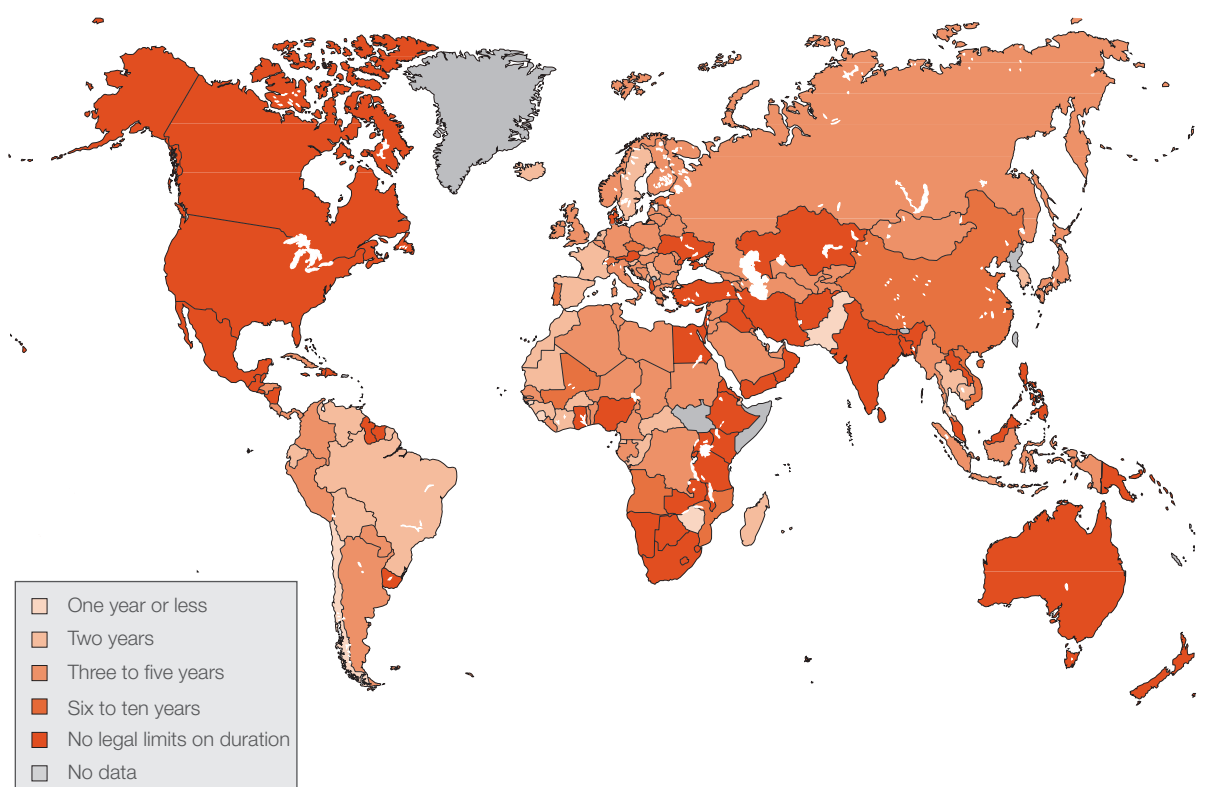 One year or less
Two years
Three to five years
Six to ten years
No legal limits on duration
No data